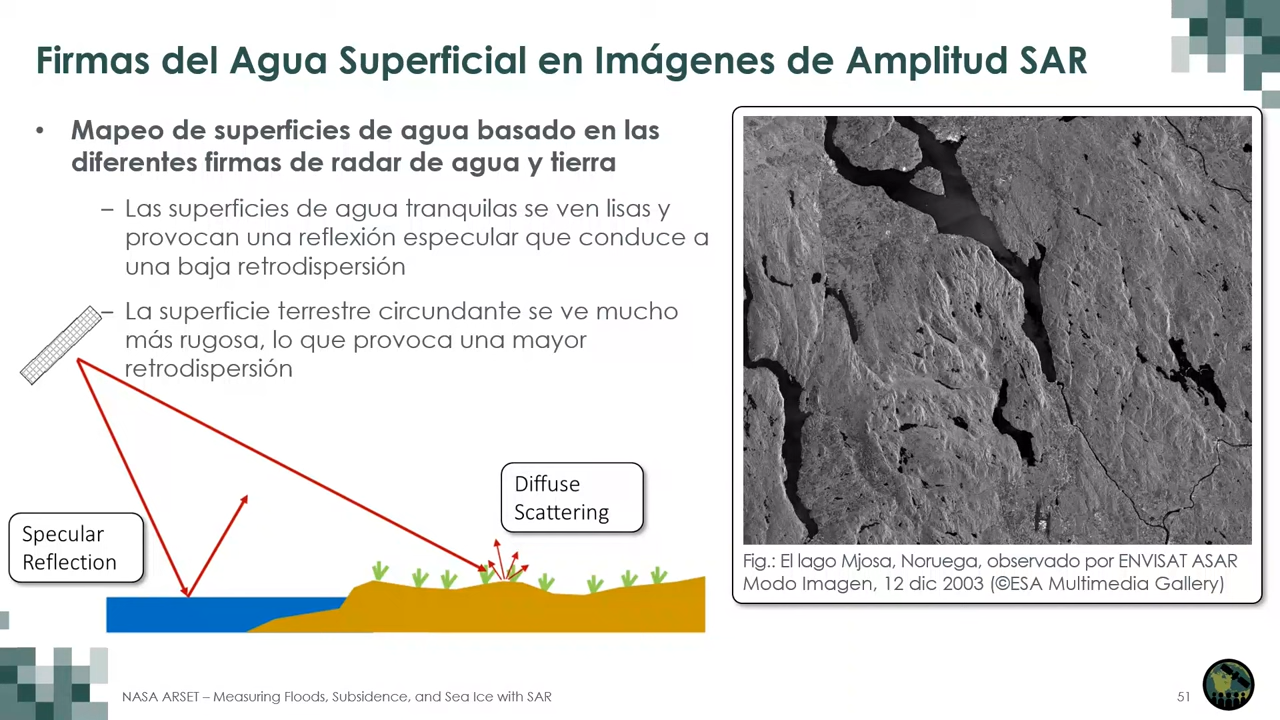 Firmas del Agua Superficial en Imágenes de Amplitud SAR
• Mapeo de superficies de agua basado en las
diferentes firmas de radar de agua y tierra
– Las superficies de agua tranquilas se ven lisas y
provocan una reflexión especular que conduce a
una baja retrodispersión
– La superficie terrestre circundante se ve mucho
más rugosa, lo que provoca una mayor
retrodispersión
Diffuse
Scattering
Specular
Reflection
Fig.: El lago Mjosa, Noruega, observado por ENVISAT ASAR
Modo Imagen, 12 dic 2003 (©ESA Multimedia Gallery)
NASA ARSET – Measuring Floods, Subsidence, and Sea Ice with SAR
51